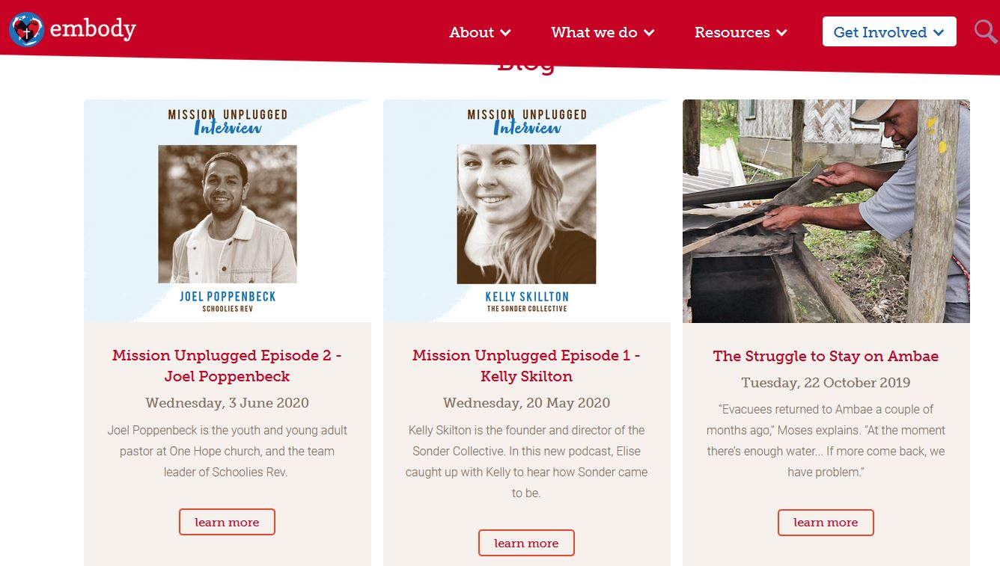 embody
About
What we do
Resources
Get Involved
Blog
MISSION UNPLUGGED
Interview
JOEL POPPENBECK
SCHOOLIES REV
Mission Unplugged Episode 2 -
Joel Poppenbeck
Wednesday, 3 June 2020
Joel Poppenbeck is the youth and young adult
pastor at One Hope church, and the team
leader of Schoolies Rev.
learn more
MISSION UNPLUGGED
Interview
KELLY SKILLTON
THE SONDER COLLECTIVE
Mission Unplugged Episode 1 -
Kelly Skilton
Wednesday, 20 May 2020
Kelly Skilton is the founder and director of the
Sonder Collective. In this new podcast, Elise
caught up with Kelly to hear how Sonder came
to be.
learn more
The Struggle to Stay on Ambae
Tuesday, 22 October 2019
“Evacuees returned to Ambae a couple of
months ago,” Moses explains. “At the moment
there’s enough water... If more come back, we
have problem.”
learn more